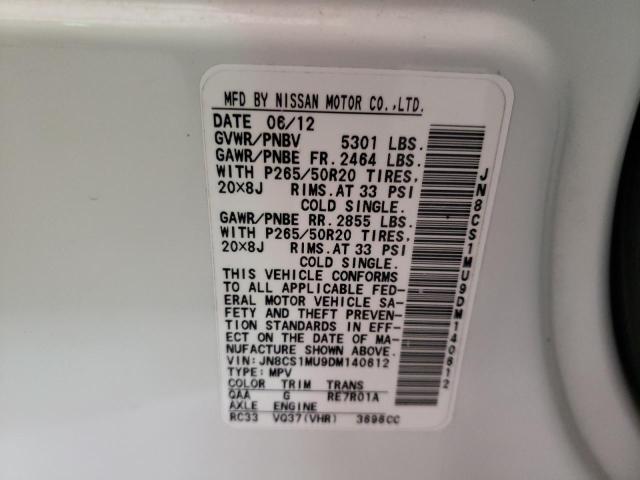 MFD BY NISSAN MOTOR CO.,LTD.
DATE 06/12
GVWR/PNBV 5301 LBS.
GAWR/PNBE FR. 2464 LBS.
WITH P265/50R20 TIRES,
20×8J RIMS.AT 33 PSI
COLD SINGLE.
GAWR/PNBE RR. 2855 LBS.
WITH P265/50R20 TIRES,
20×8J RIMS.AT 33 PSI
COLD SINGLE.
THIS VEHICLE CONFORMS
TO ALL APPLICABLE FED-
ERAL MOTOR VEHICLE SA-
FETY AND THEFT PREVEN-
TION STANDARDS IN EFF-
ECT ON THE DATE OF MA-
NUFACTURE SHOWN ABOVE.
VIN: JN8CS1MU9DM140612
TYPE: MPV
COLOR TRIM TRANS
QAA G RE7R01A
AXLE ENGINE
RC33 VQ37(VHR) 3696CC
JN8CS1MU9DM140612